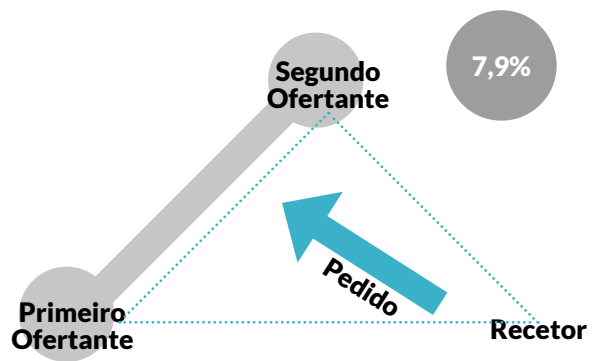 Segundo
Ofertante
7,9%
Pedido
Primeiro
Ofertante
Recetor